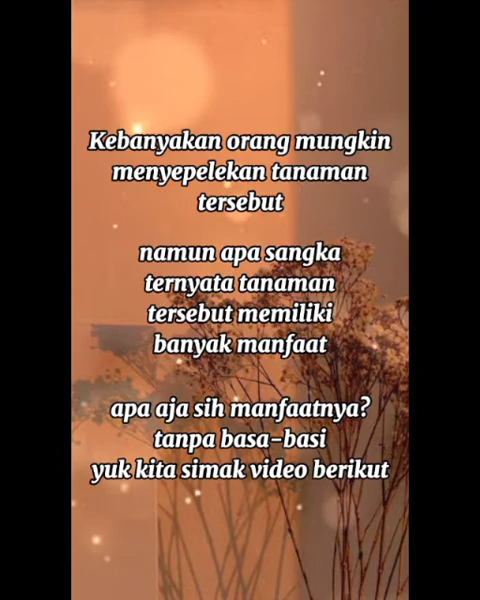 Kebanyakan orang mungkin
menyepelekan tanaman
tersebut
namun apa sangka
ternyata tanaman
tersebut memiliki
banyak manfaat
apa aja sih manfaatnya?
tanpa basa-basi
yuk kita simak video berikut